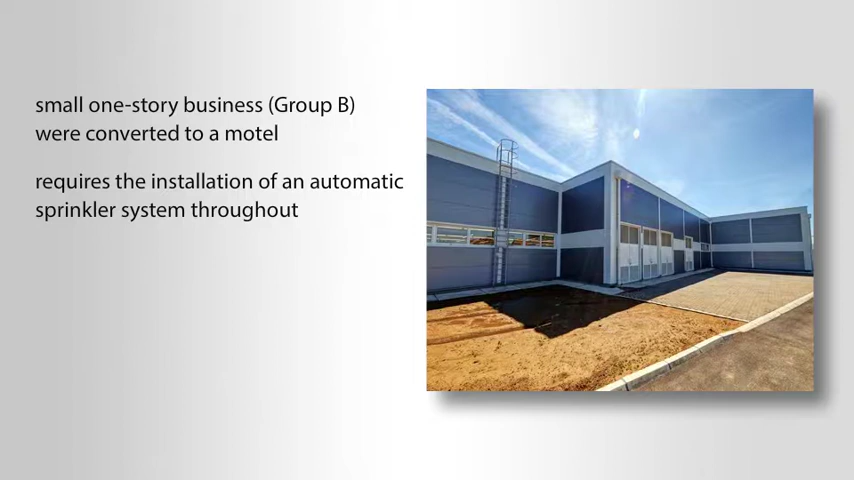 small one-story business (Group B)
were converted to a motel
requires the installation of an automatic
sprinkler system throughout